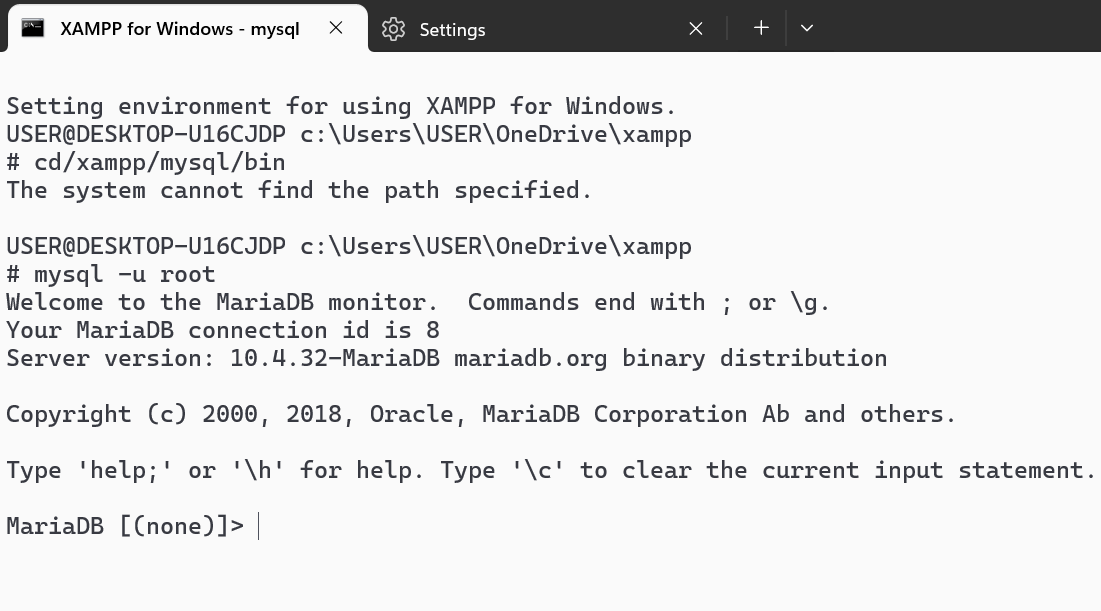 XAMPP for Windows - mysql
Settings
Setting environment for using XAMPP for Windows.
USER@DESKTOP-U16CJDP c:\Users\USER\OneDrive\xampp
# cd/xampp/mysql/bin
The system cannot find the path specified.
USER@DESKTOP-U16CJDP c:\Users\USER\OneDrive\xampp
# mysql -u root
Welcome to the MariaDB monitor.  Commands end with ; or \g.
Your MariaDB connection id is 8
Server version: 10.4.32-MariaDB mariadb.org binary distribution
Copyright (c) 2000, 2018, Oracle, MariaDB Corporation Ab and others.
Type 'help;' or '\h' for help. Type '\c' to clear the current input statement.
MariaDB [(none)]>